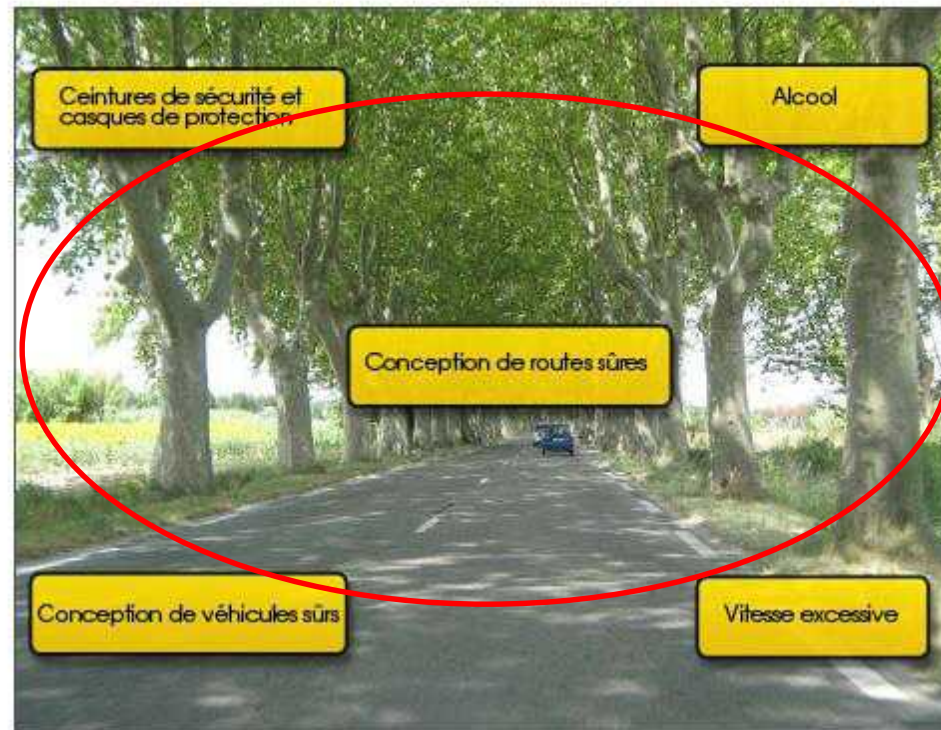 Ceintures de sécurité et
casques de protection
Alcool
Conception de routes sûres
Conception de véhicules sûrs
Vitesse excessive